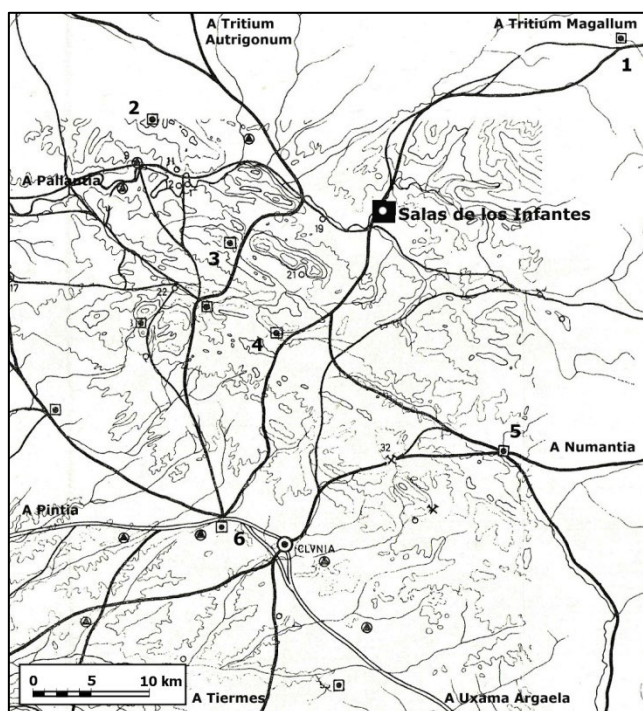 A Tritium
Autrigonum
A Tritium Magallum
1
2
A Pallantia
Salas de los Infantes
19
3
21
22
17
4
5
32
A Numantia
A Pintia
6
CLVNIA
0 5 10 km
A Tiermes
A Uxama Argaela